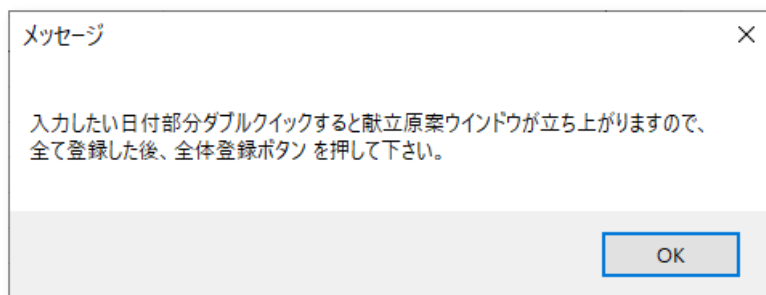 メッセージ
入力したい日付部分ダブルクイックすると献立原案ウインドウが立ち上がりますので、
全て登録した後、全体登録ボタン を押して下さい。
OK